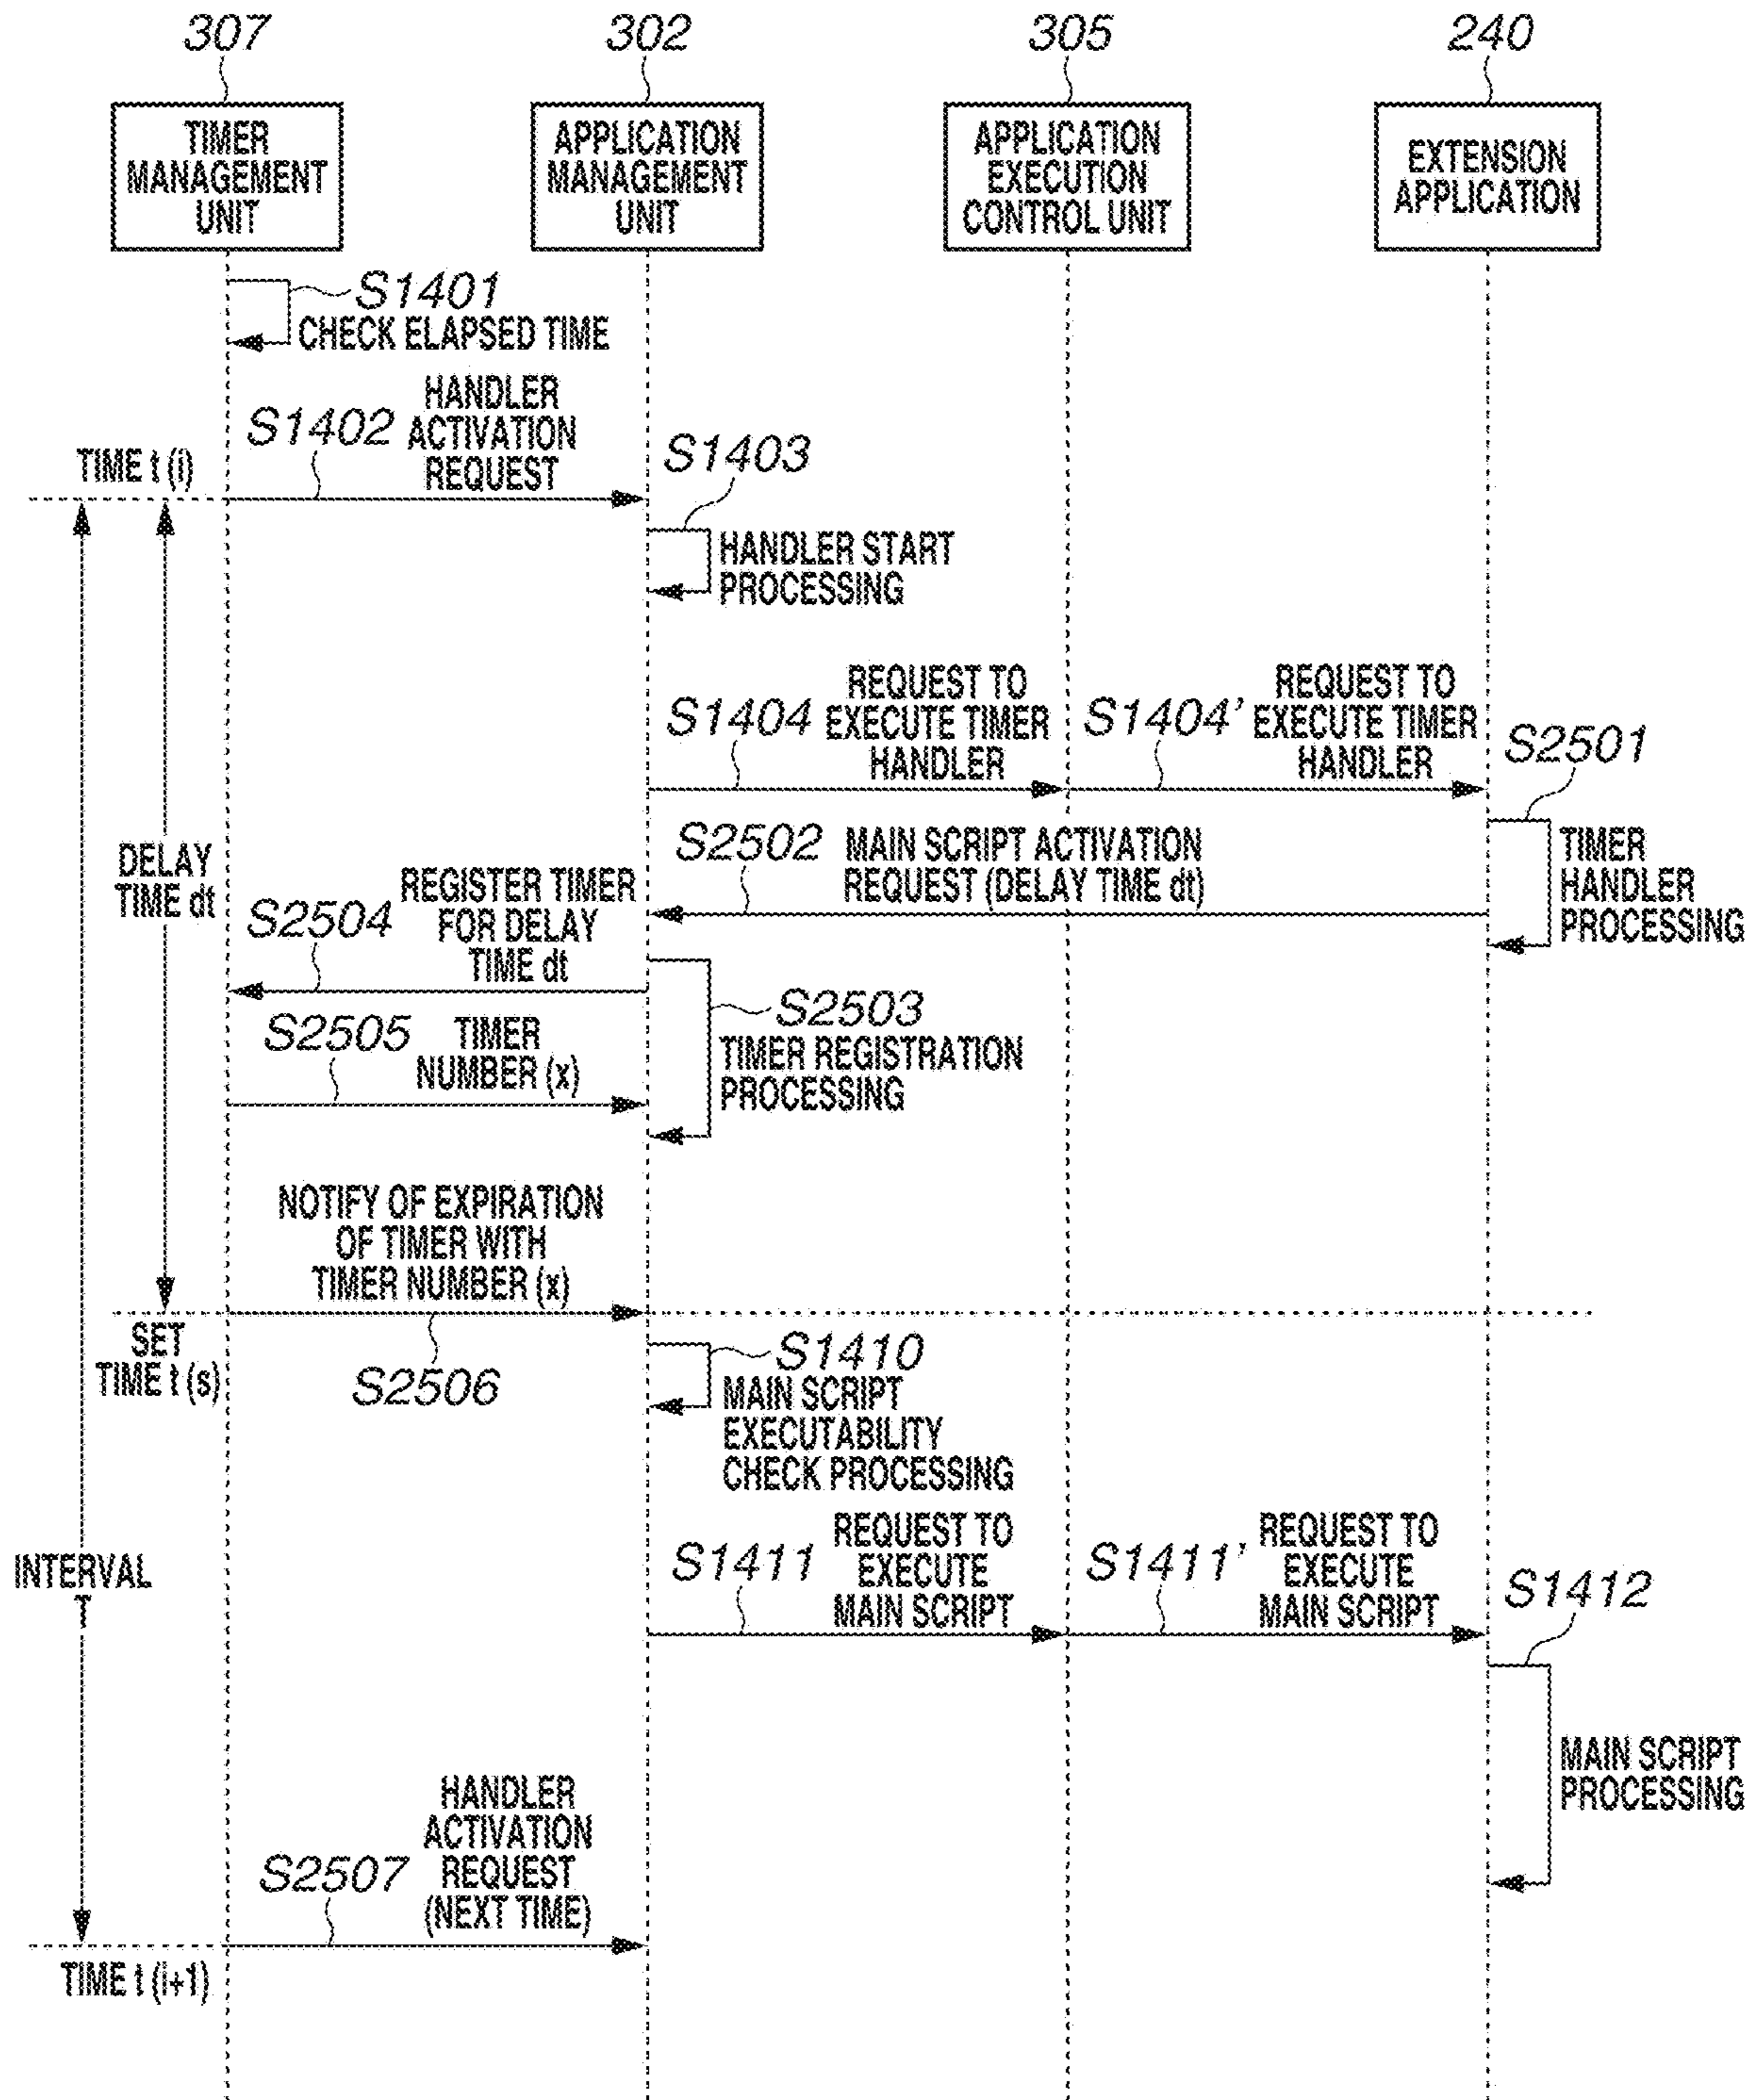 307
302
305
240
TIMER
MANAGEMENT
UNIT
APPLICATION
MANAGEMENT
UNIT
APPLICATION
EXECUTION
CONTROL UNIT
EXTENSION
APPLICATION
S1401
CHECK ELAPSED TIME
S1402
HANDLER
ACTIVATION
REQUEST
TIME t (i)
S1403
HANDLER START
PROCESSING
S1404
REQUEST TO
EXECUTE TIMER
HANDLER
S1404'
REQUEST TO
EXECUTE TIMER
HANDLER
S2501
TIMER
HANDLER
PROCESSING
S2502
MAIN SCRIPT ACTIVATION
REQUEST (DELAY TIME dt)
DELAY
TIME dt
S2504
REGISTER TIMER
FOR DELAY
TIME dt
S2503
TIMER REGISTRATION
PROCESSING
S2505
TIMER
NUMBER (x)
NOTIFY OF EXPIRATION
OF TIMER WITH
TIMER NUMBER (x)
SET
TIME t (s)
S2506
S1410
MAIN SCRIPT
EXECUTABILITY
CHECK PROCESSING
INTERVAL
T
S1411
REQUEST TO
EXECUTE
MAIN SCRIPT
S1411'
REQUEST TO
EXECUTE
MAIN SCRIPT
S1412
MAIN SCRIPT
PROCESSING
S2507
HANDLER
ACTIVATION
REQUEST
(NEXT TIME)
TIME t (i+1)